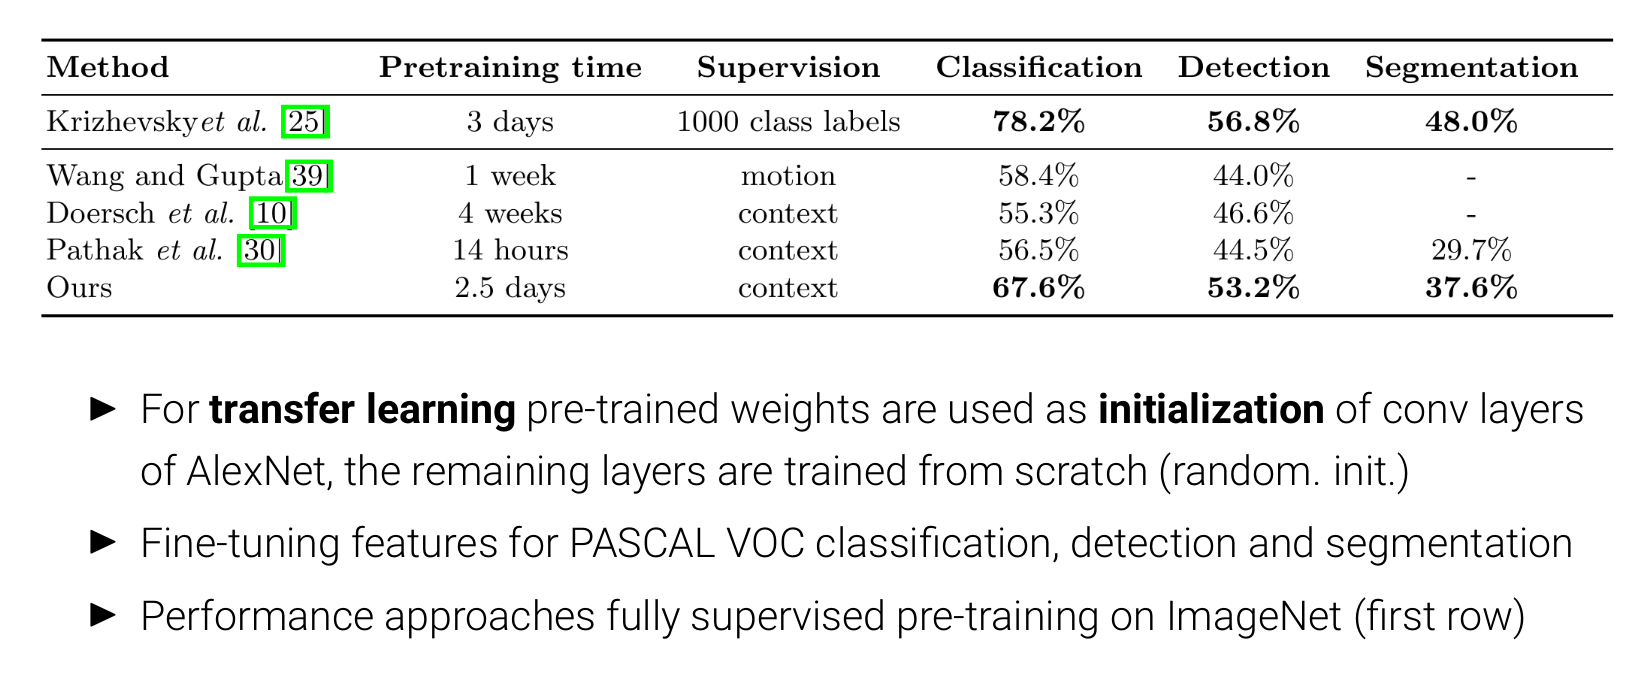 Method Pretraining time Supervision Classification Detection Segmentation
Krizhevskyet al. [25] 3 days 1000 class labels 78.2% 56.8% 48.0%
Wang and Gupta[39] 1 week motion 58.4% 44.0% -
Doersch et al. [10] 4 weeks context 55.3% 46.6% -
Pathak et al. [30] 14 hours context 56.5% 44.5% 29.7%
Ours 2.5 days context 67.6% 53.2% 37.6%
► For transfer learning pre-trained weights are used as initialization of conv layers
of AlexNet, the remaining layers are trained from scratch (random. init.)
► Fine-tuning features for PASCAL VOC classification, detection and segmentation
► Performance approaches fully supervised pre-training on ImageNet (first row)